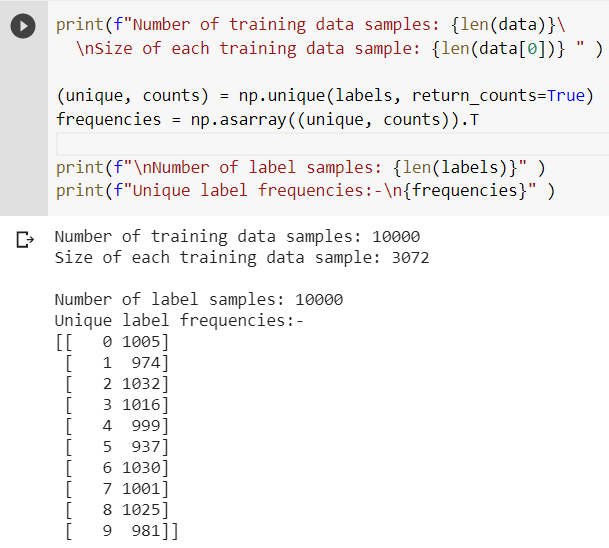 print(f"Number of training data samples: {len(data)}\
  \nSize of each training data sample: {len(data[0])} " )
(unique, counts) = np.unique(labels, return_counts=True)
frequencies = np.asarray((unique, counts)).T
print(f"\nNumber of label samples: {len(labels)}" )
print(f"Unique label frequencies:-\n{frequencies}" )
Number of training data samples: 10000
Size of each training data sample: 3072
Number of label samples: 10000
Unique label frequencies:-
[[   0 1005]
 [   1  974]
 [   2 1032]
 [   3 1016]
 [   4  999]
 [   5  937]
 [   6 1030]
 [   7 1001]
 [   8 1025]
 [   9  981]]